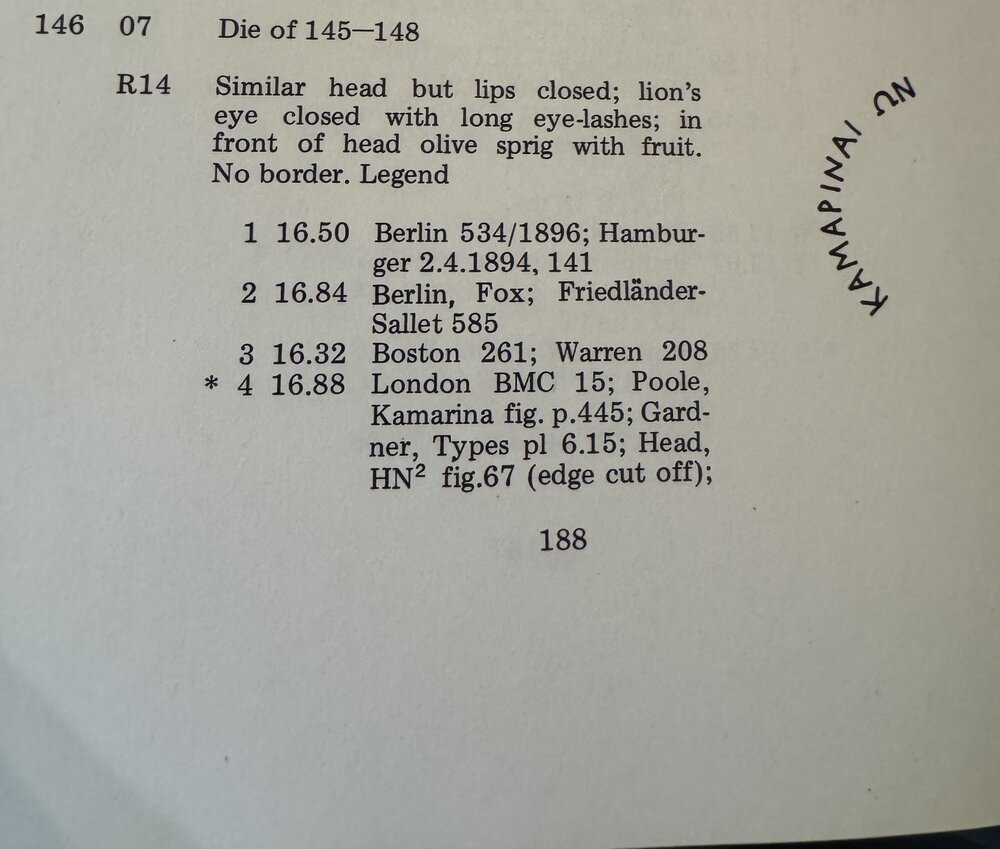 146 07 Die of 145—148
R14 Similar head but lips closed; lion's
eye closed with long eye-lashes; in
front of head olive sprig with fruit.
No border. Legend
ΚΑΜΑΡΙΝΑΙ ΩΝ
1 16.50 Berlin 534/1896; Hambur-
ger 2.4.1894, 141
2 16.84 Berlin, Fox; Friedländer-
Sallet 585
3 16.32 Boston 261; Warren 208
* 4 16.88 London BMC 15; Poole,
Kamarina fig. p.445; Gard-
ner, Types pl 6.15; Head,
HN² fig.67 (edge cut off);
188